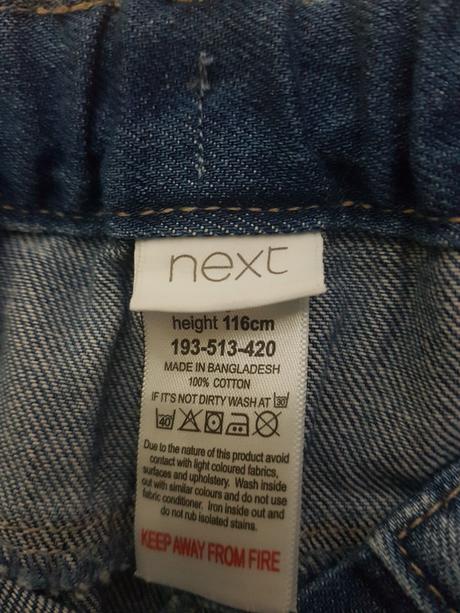 next
height 116cm
193-513-420
MADE IN BANGLADESH
100% COTTON
IF IT'S NOT DIRTY WASH AT 30
40
Due to the nature of this product avoid
contact with light coloured fabrics,
surfaces and upholstery. Wash inside
out with similar colours and do not use
fabric conditioner. Iron inside out and
do not rub isolated stains.
KEEP AWAY FROM FIRE